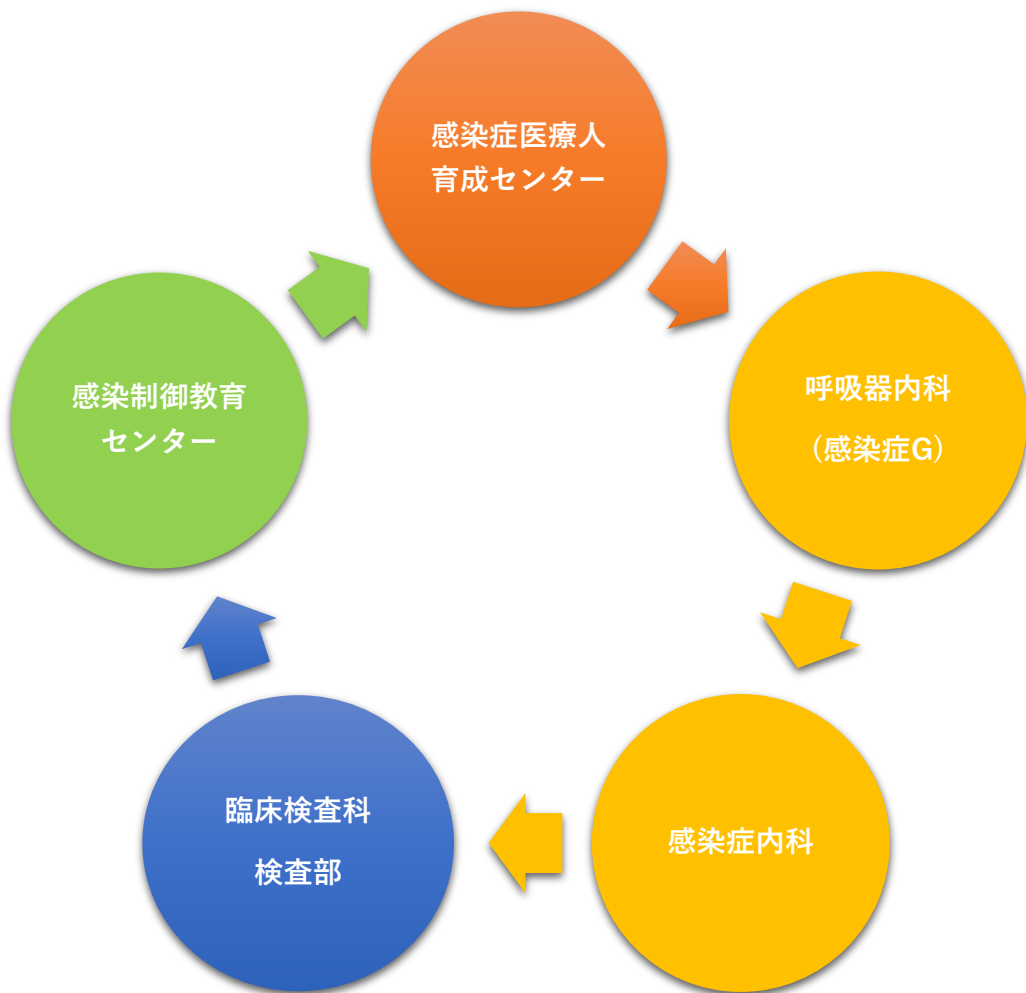 感染症医療人
育成センター
呼吸器内科
(感染症G)
感染症内科
臨床検査科
検査部
感染制御教育
センター